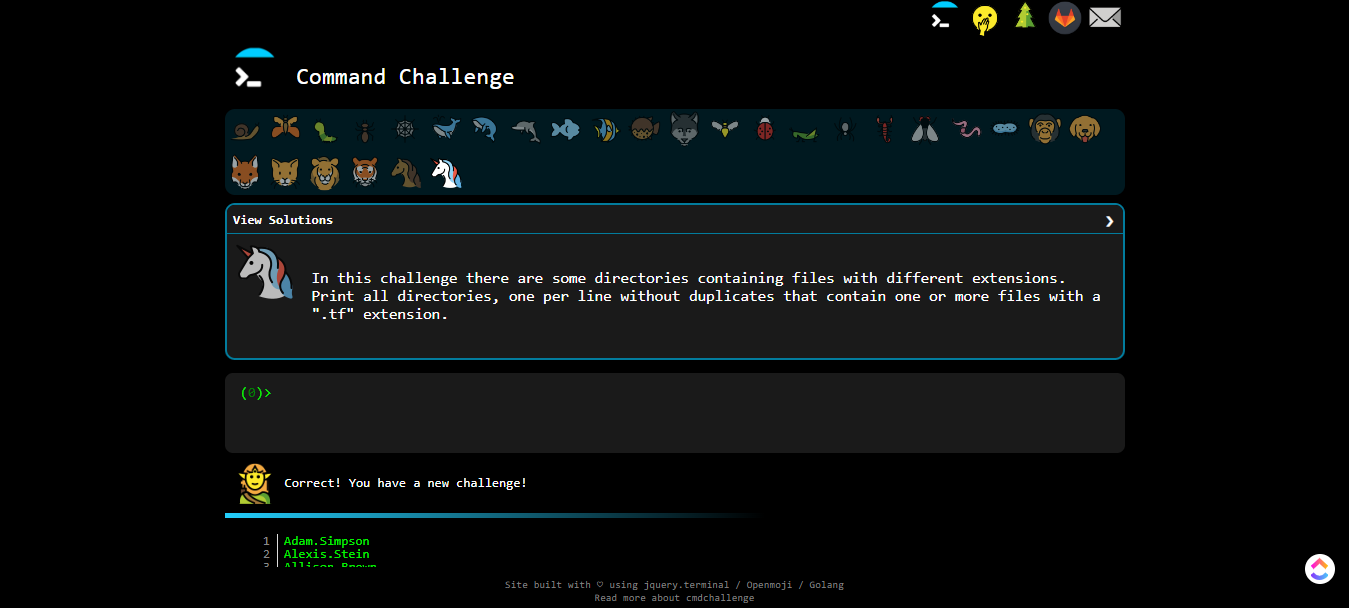 Command Challenge
View Solutions
In this challenge there are some directories containing files with different extensions.
Print all directories, one per line without duplicates that contain one or more files with a
".tf" extension.
(0)>
Correct! You have a new challenge!
1 Adam.Simpson
2 Alexis.Stein
3 Allison.Brown
Site built with ♡ using jquery.terminal / Openmoji / Golang
Read more about cmdchallenge